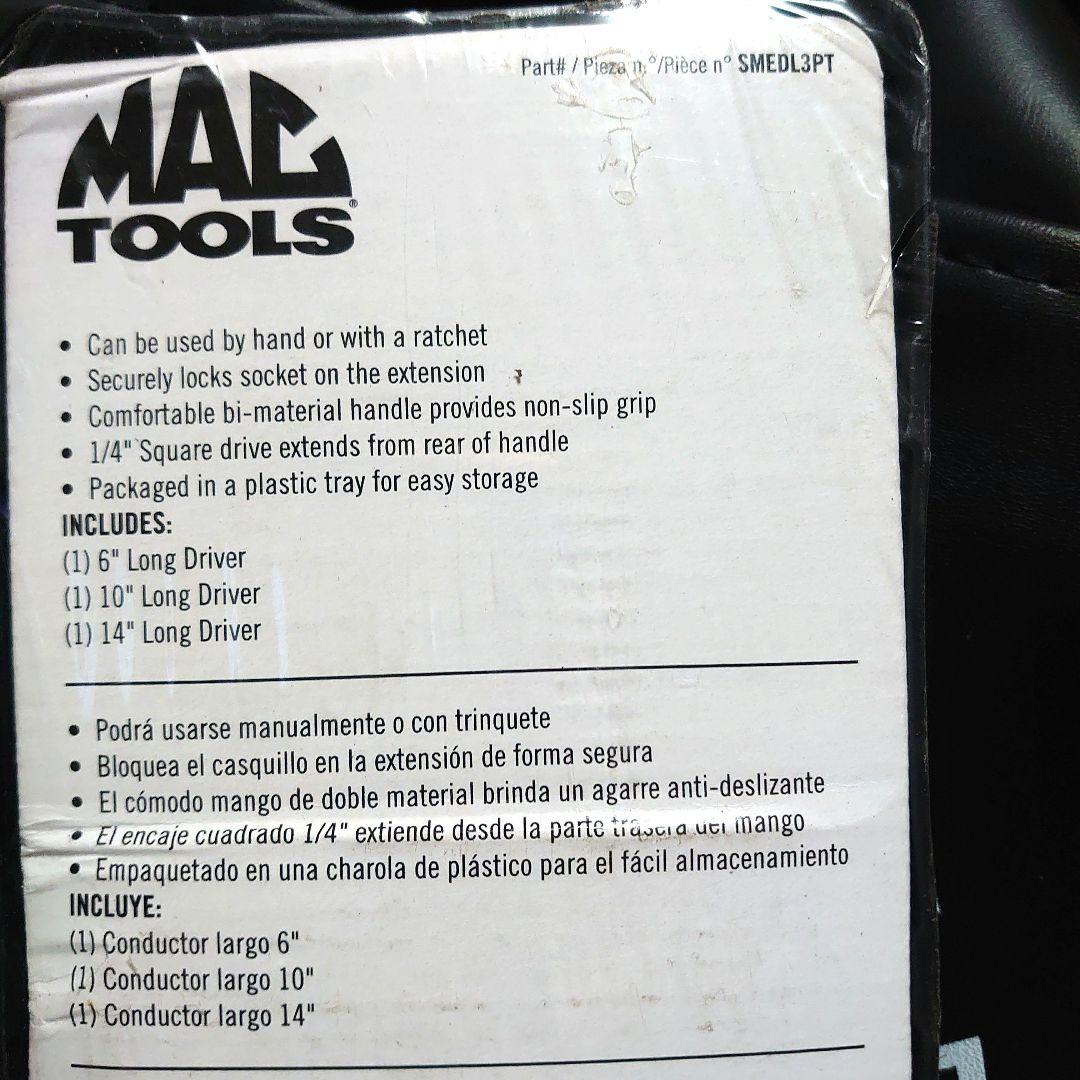 Part# / Pieza n.°/Pièce n° SMEDL3PT
MAC
TOOLS®
• Can be used by hand or with a ratchet
• Securely locks socket on the extension
• Comfortable bi-material handle provides non-slip grip
• 1/4" Square drive extends from rear of handle
• Packaged in a plastic tray for easy storage
INCLUDES:
(1) 6" Long Driver
(1) 10" Long Driver
(1) 14" Long Driver
• Podrá usarse manualmente o con trinquete
• Bloquea el casquillo en la extensión de forma segura
• El cómodo mango de doble material brinda un agarre anti-deslizante
• El encaje cuadrado 1/4" extiende desde la parte trasera del mango
• Empaquetado en una charola de plástico para el fácil almacenamiento
INCLUYE:
(1) Conductor largo 6"
(1) Conductor largo 10"
(1) Conductor largo 14"